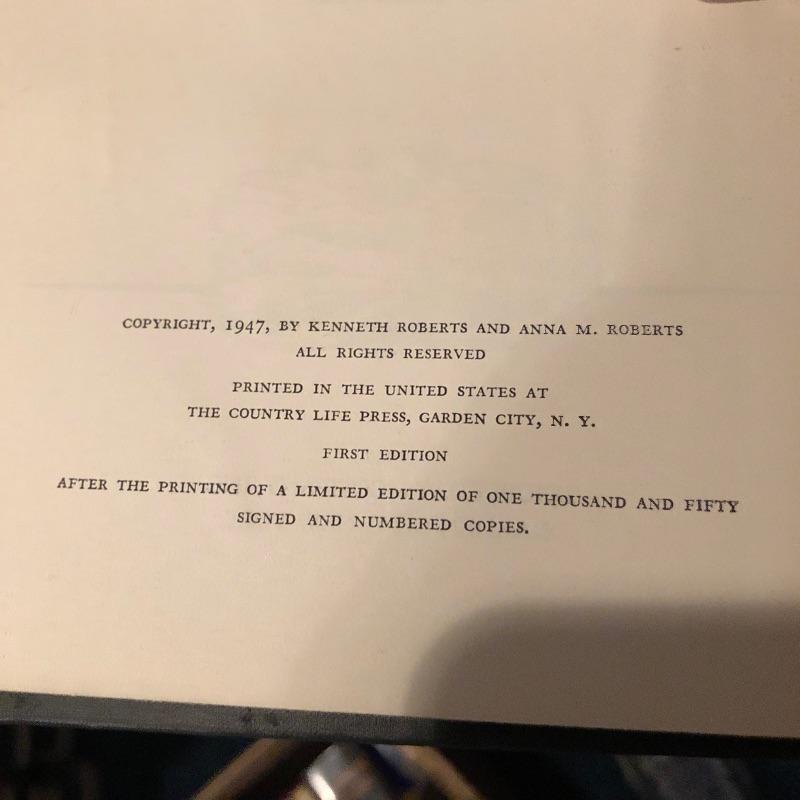 COPYRIGHT, 1947, BY KENNETH ROBERTS AND ANNA M. ROBERTS
ALL RIGHTS RESERVED
PRINTED IN THE UNITED STATES AT
THE COUNTRY LIFE PRESS, GARDEN CITY, N. Y.
FIRST EDITION
AFTER THE PRINTING OF A LIMITED EDITION OF ONE THOUSAND AND FIFTY
SIGNED AND NUMBERED COPIES.